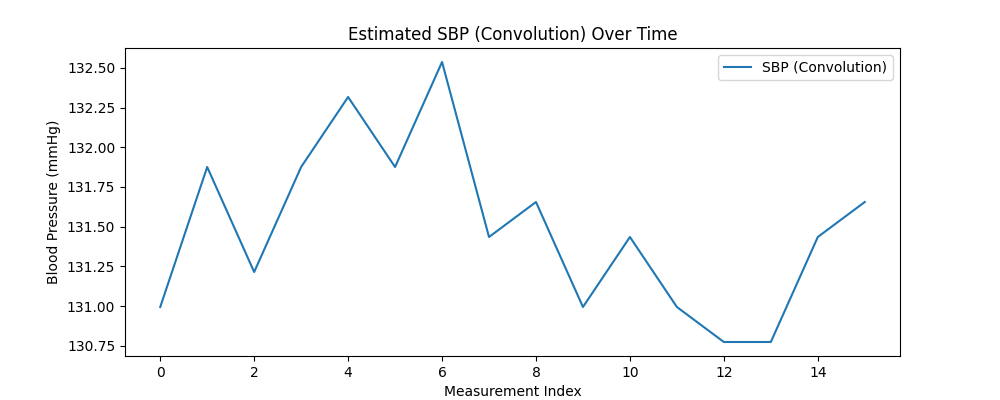 Estimated SBP (Convolution) Over Time
SBP (Convolution)
Blood Pressure (mmHg)
132.50
132.25
132.00
131.75
131.50
131.25
131.00
130.75
0 2 4 6 8 10 12 14
Measurement Index